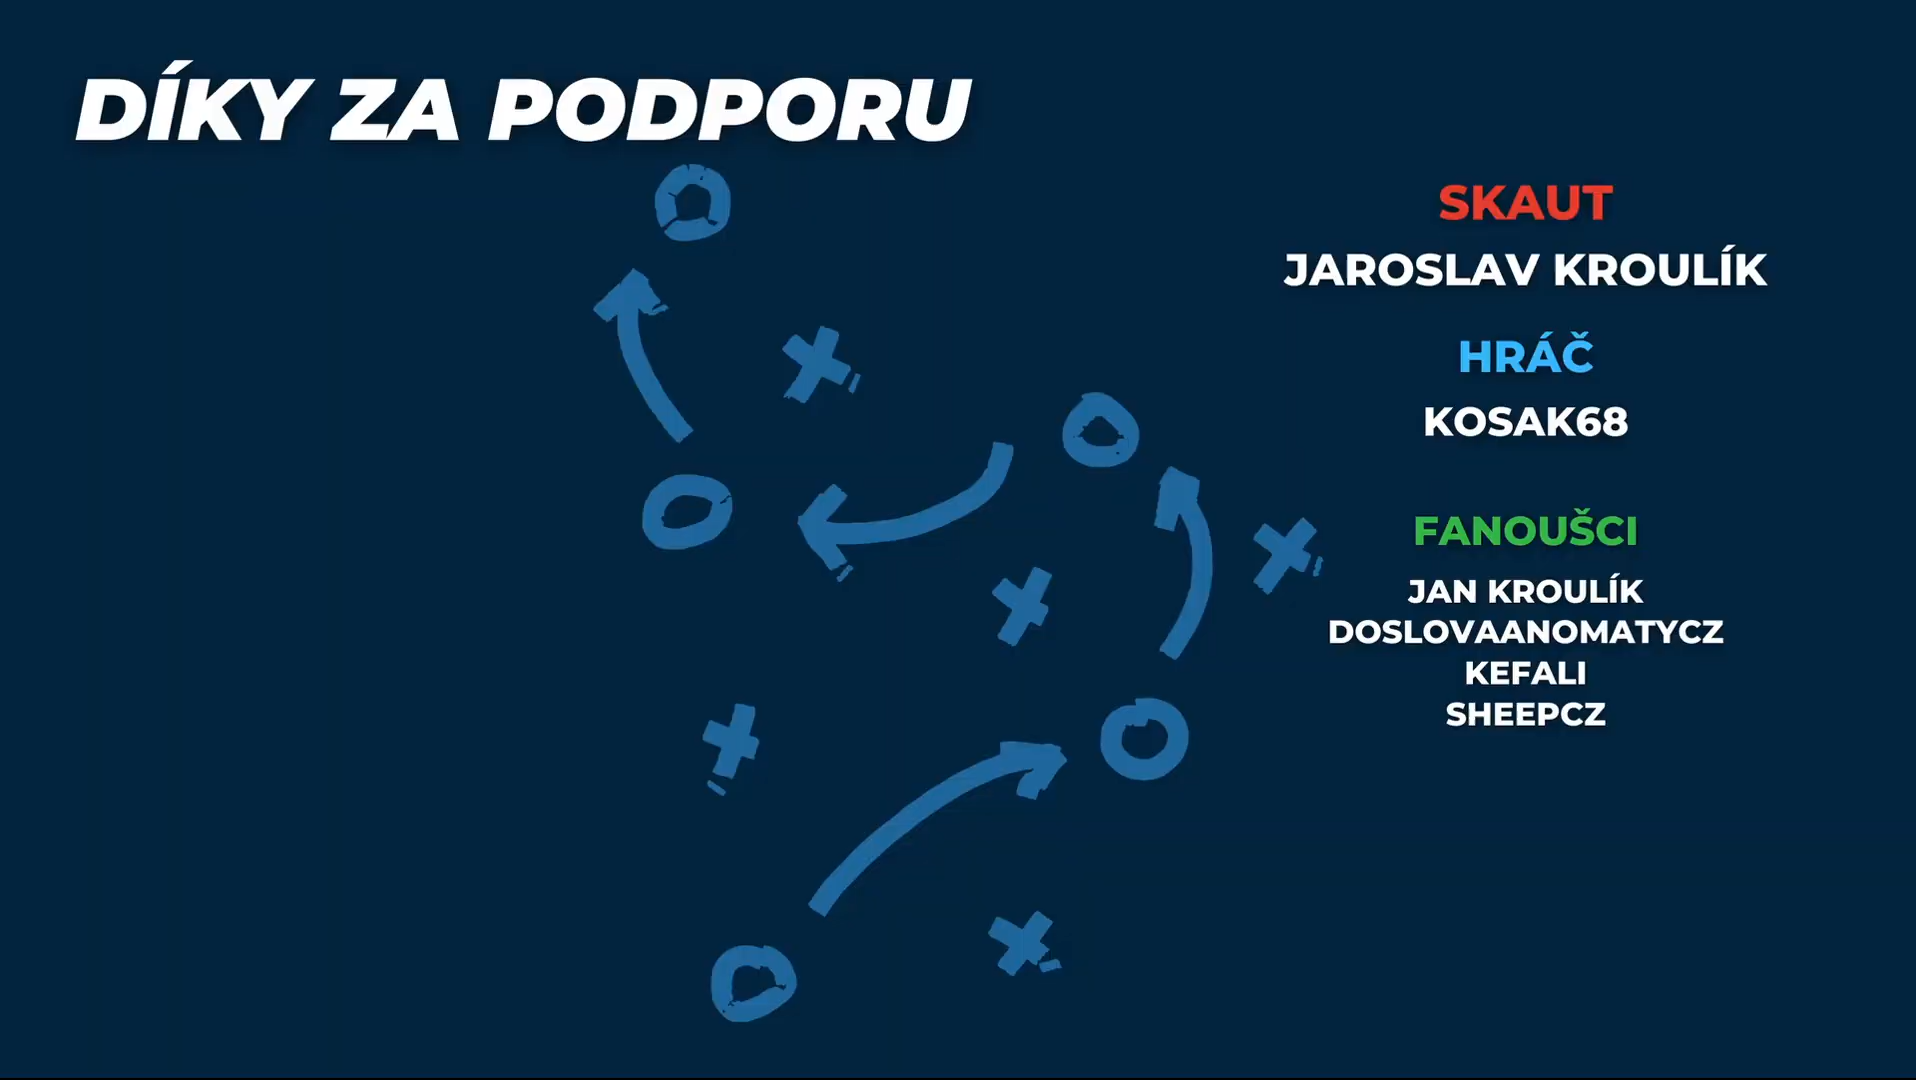 DÍKY ZA PODPORU
SKAUT
JAROSLAV KROULÍK
HRÁČ
KOSAK68
FANOUŠCI
JAN KROULÍK
DOSLOVAANOMATYCZ
KEFALI
SHEEPCZ